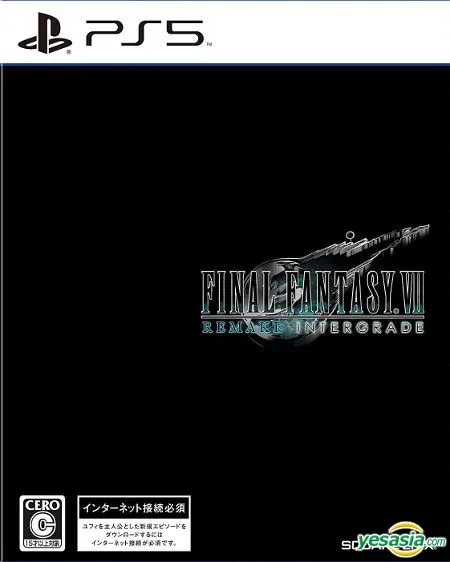 PS5
FINAL FANTASY VII
REMAKE INTERGRADE
CERO
C
15才以上対象
インターネット接続必須
ユフィを主人公とした新規エピソードを
ダウンロードするには
インターネット接続が必要です。
yesasia.com